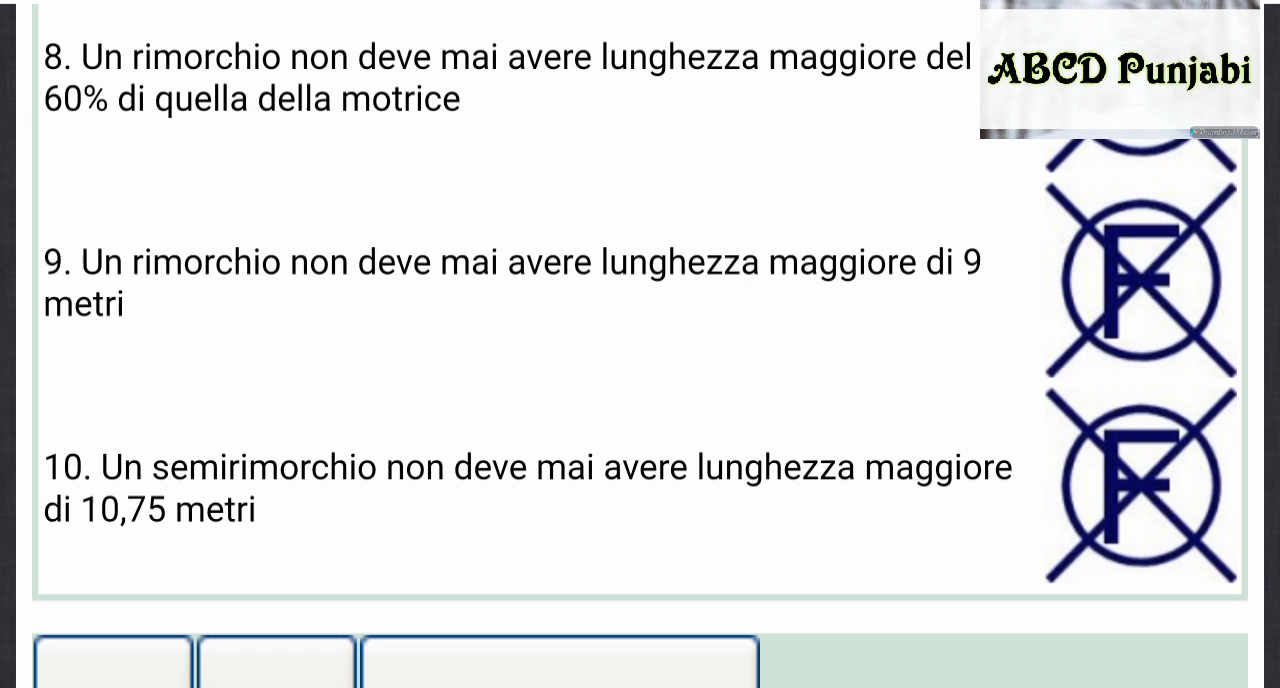 8. Un rimorchio non deve mai avere lunghezza maggiore del
60% di quella della motrice
ABCD Punjabi
9. Un rimorchio non deve mai avere lunghezza maggiore di 9
metri
F
10. Un semirimorchio non deve mai avere lunghezza maggiore
di 10,75 metri
F